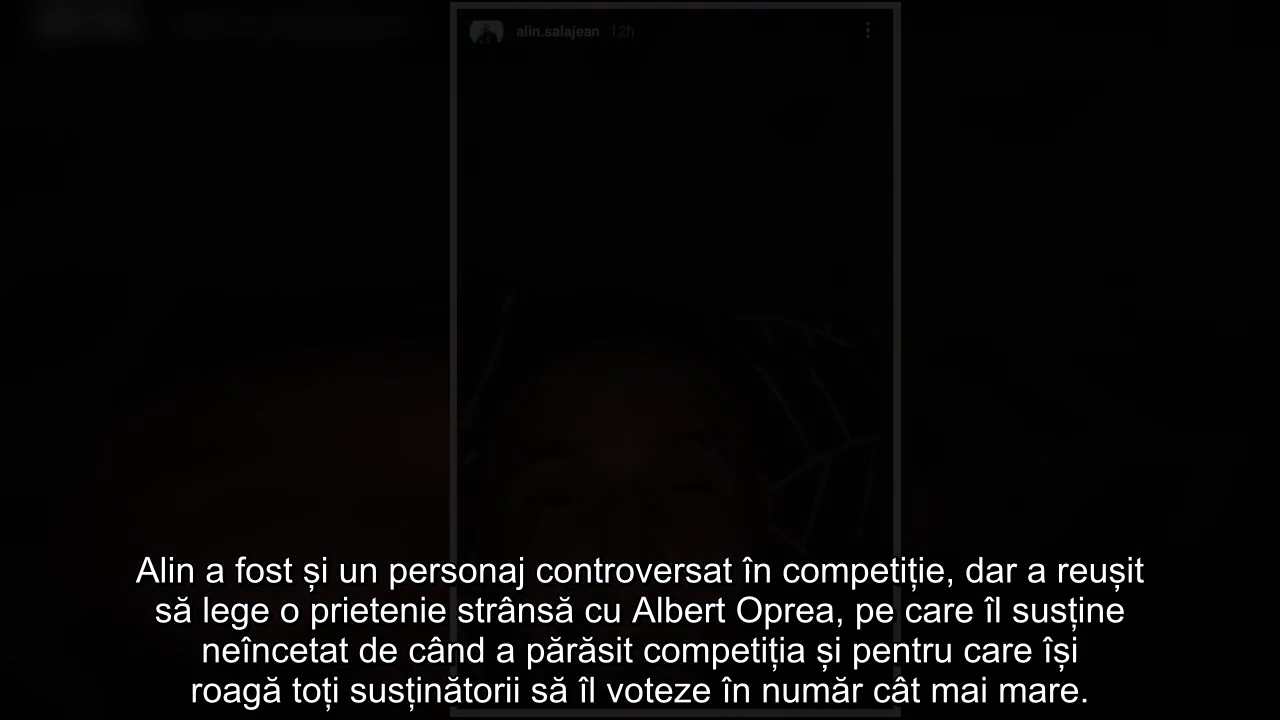 alin.salajean 12h
Alin a fost și un personaj controversat în competiție, dar a reușit
să lege o prietenie strânsă cu Albert Oprea, pe care îl susține
neîncetat de când a părăsit competiția și pentru care își
roagă toți susținătorii să îl voteze în număr cât mai mare.